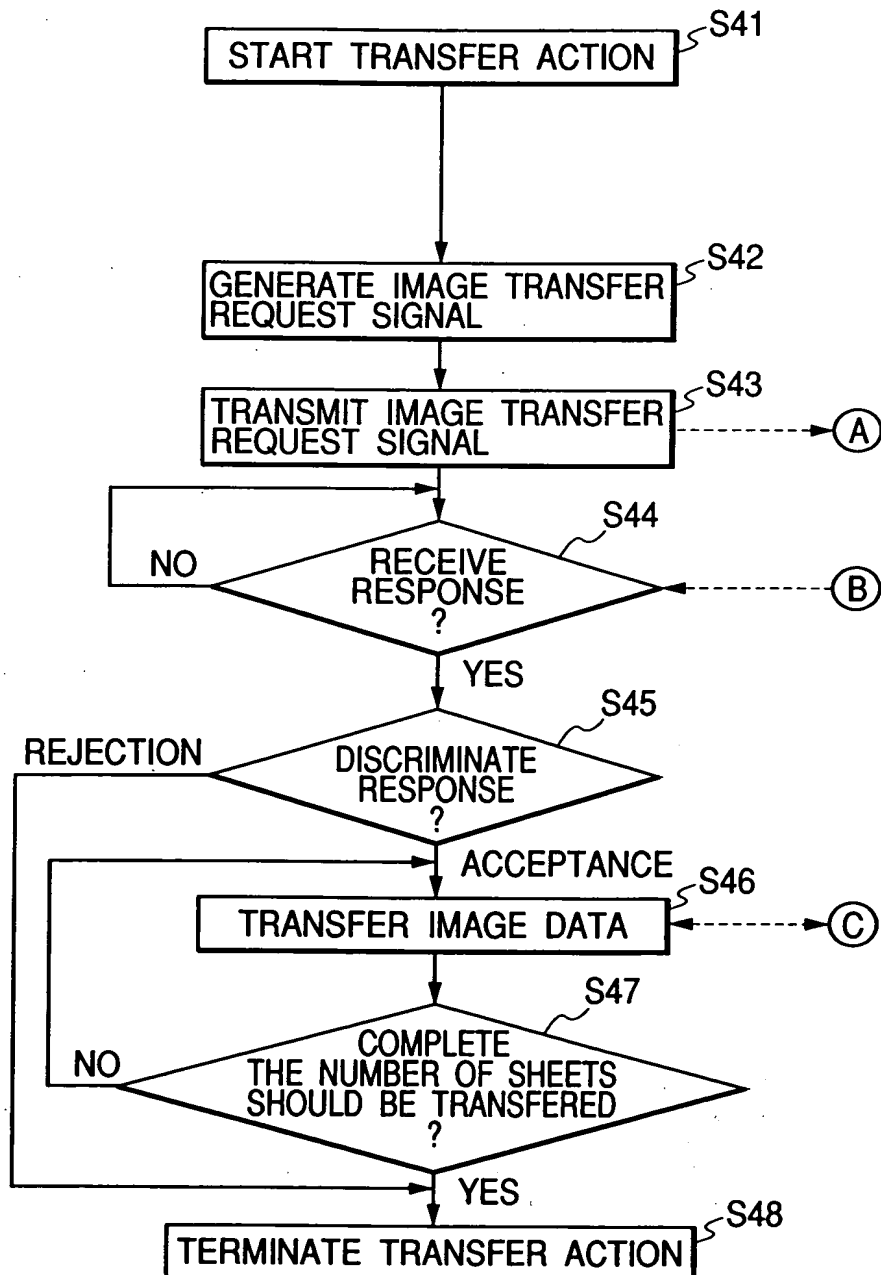 S41
START TRANSFER ACTION
S42
GENERATE IMAGE TRANSFER
REQUEST SIGNAL
S43
TRANSMIT IMAGE TRANSFER
REQUEST SIGNAL
A
S44
RECEIVE
RESPONSE
?
NO
B
YES
S45
REJECTION
DISCRIMINATE
RESPONSE
?
ACCEPTANCE
S46
TRANSFER IMAGE DATA
C
S47
COMPLETE
THE NUMBER OF SHEETS
SHOULD BE TRANSFERED
?
NO
YES
S48
TERMINATE TRANSFER ACTION